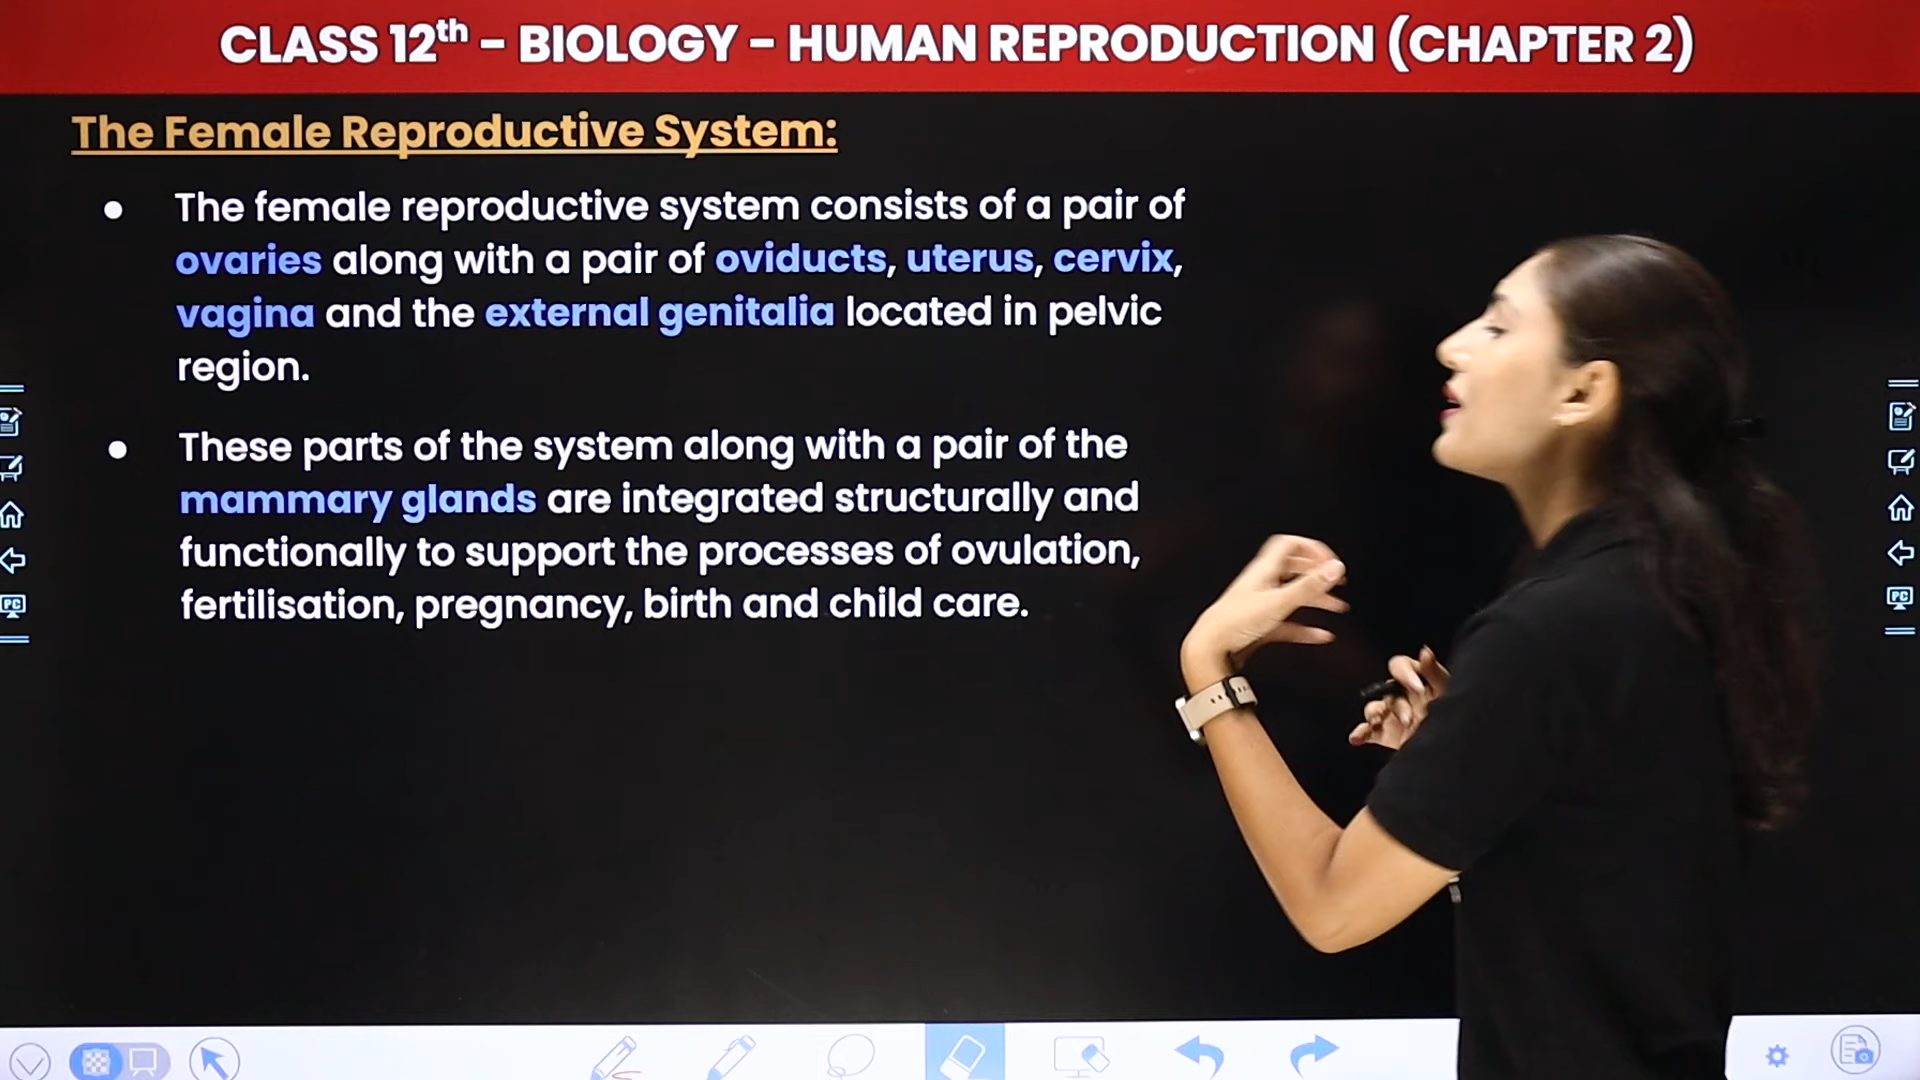 CLASS 12th - BIOLOGY - HUMAN REPRODUCTION (CHAPTER 2)
The Female Reproductive System:
● The female reproductive system consists of a pair of
ovaries along with a pair of oviducts, uterus, cervix,
vagina and the external genitalia located in pelvic
region.
● These parts of the system along with a pair of the
mammary glands are integrated structurally and
functionally to support the processes of ovulation,
fertilisation, pregnancy, birth and child care.
PC
PC